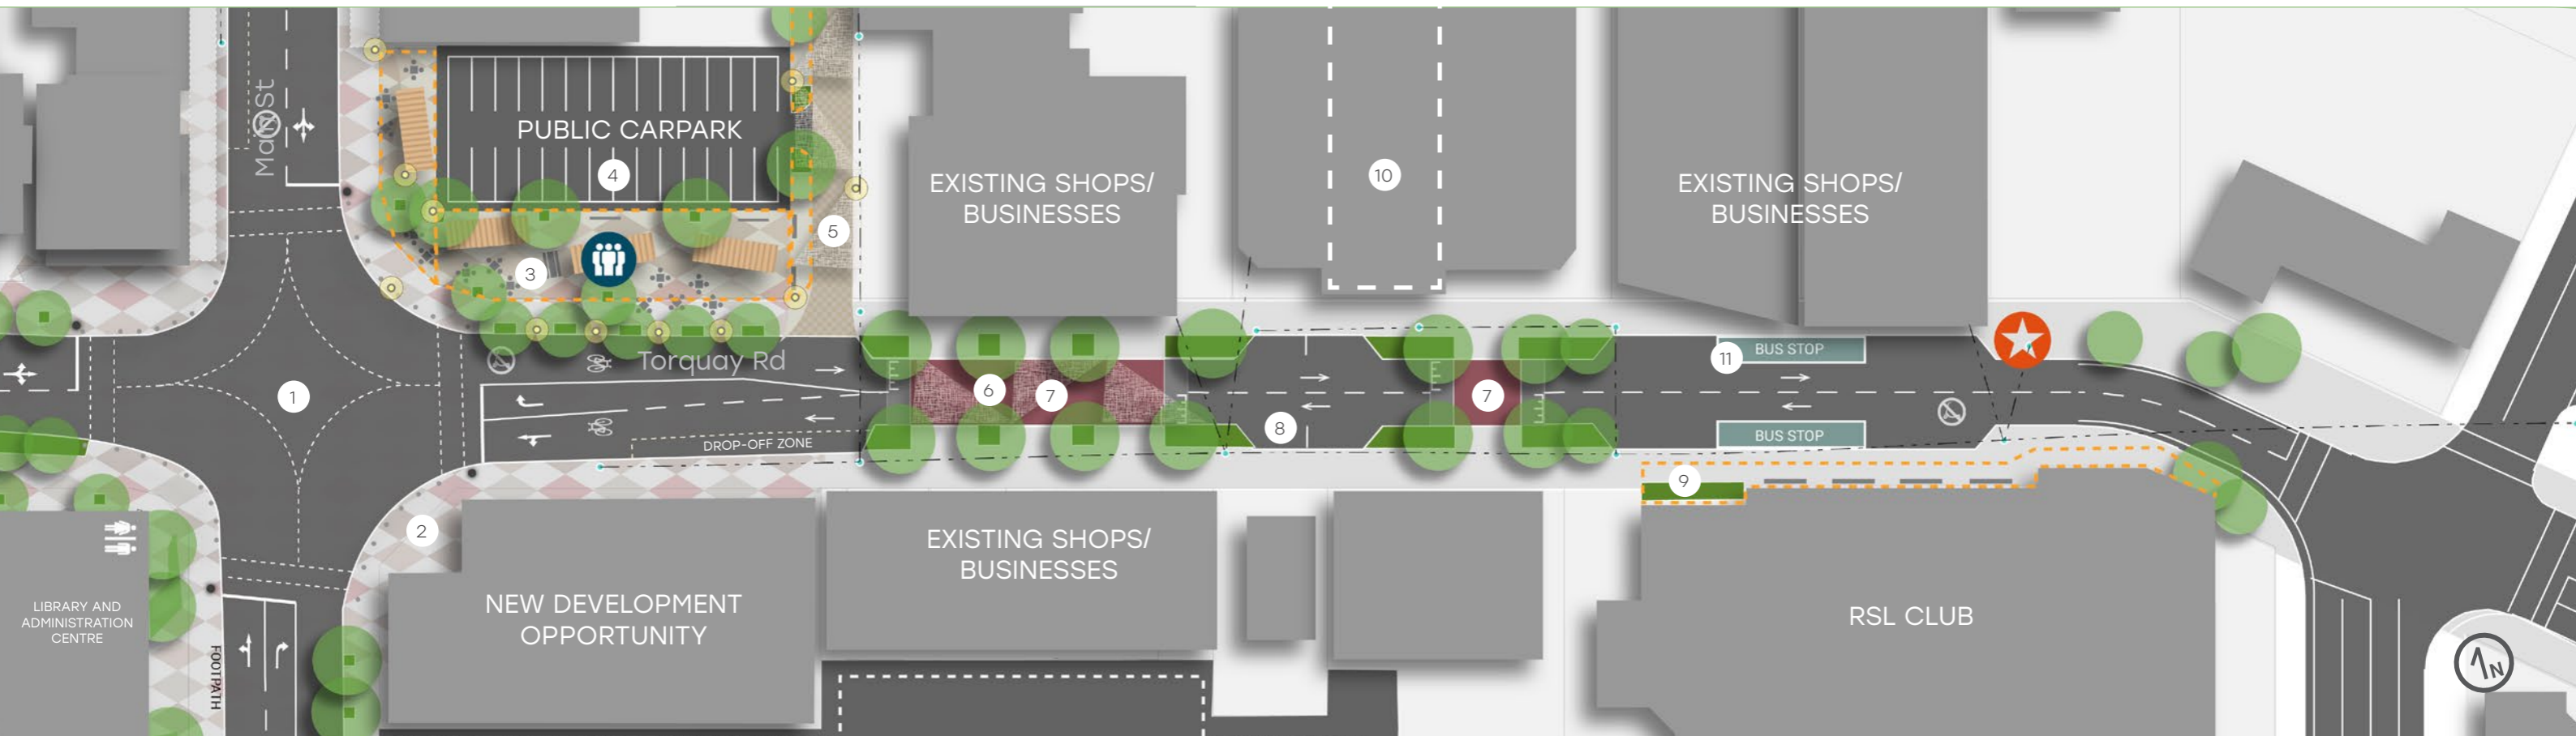 Main St
PUBLIC CARPARK
4
5
3
EXISTING SHOPS/
BUSINESSES
10
EXISTING SHOPS/
BUSINESSES
Torquay Rd
1
6
7
7
8
11
BUS STOP
BUS STOP
DROP-OFF ZONE
2
9
EXISTING SHOPS/
BUSINESSES
NEW DEVELOPMENT
OPPORTUNITY
LIBRARY AND
ADMINISTRATION
CENTRE
FOOTPATH
RSL CLUB
N